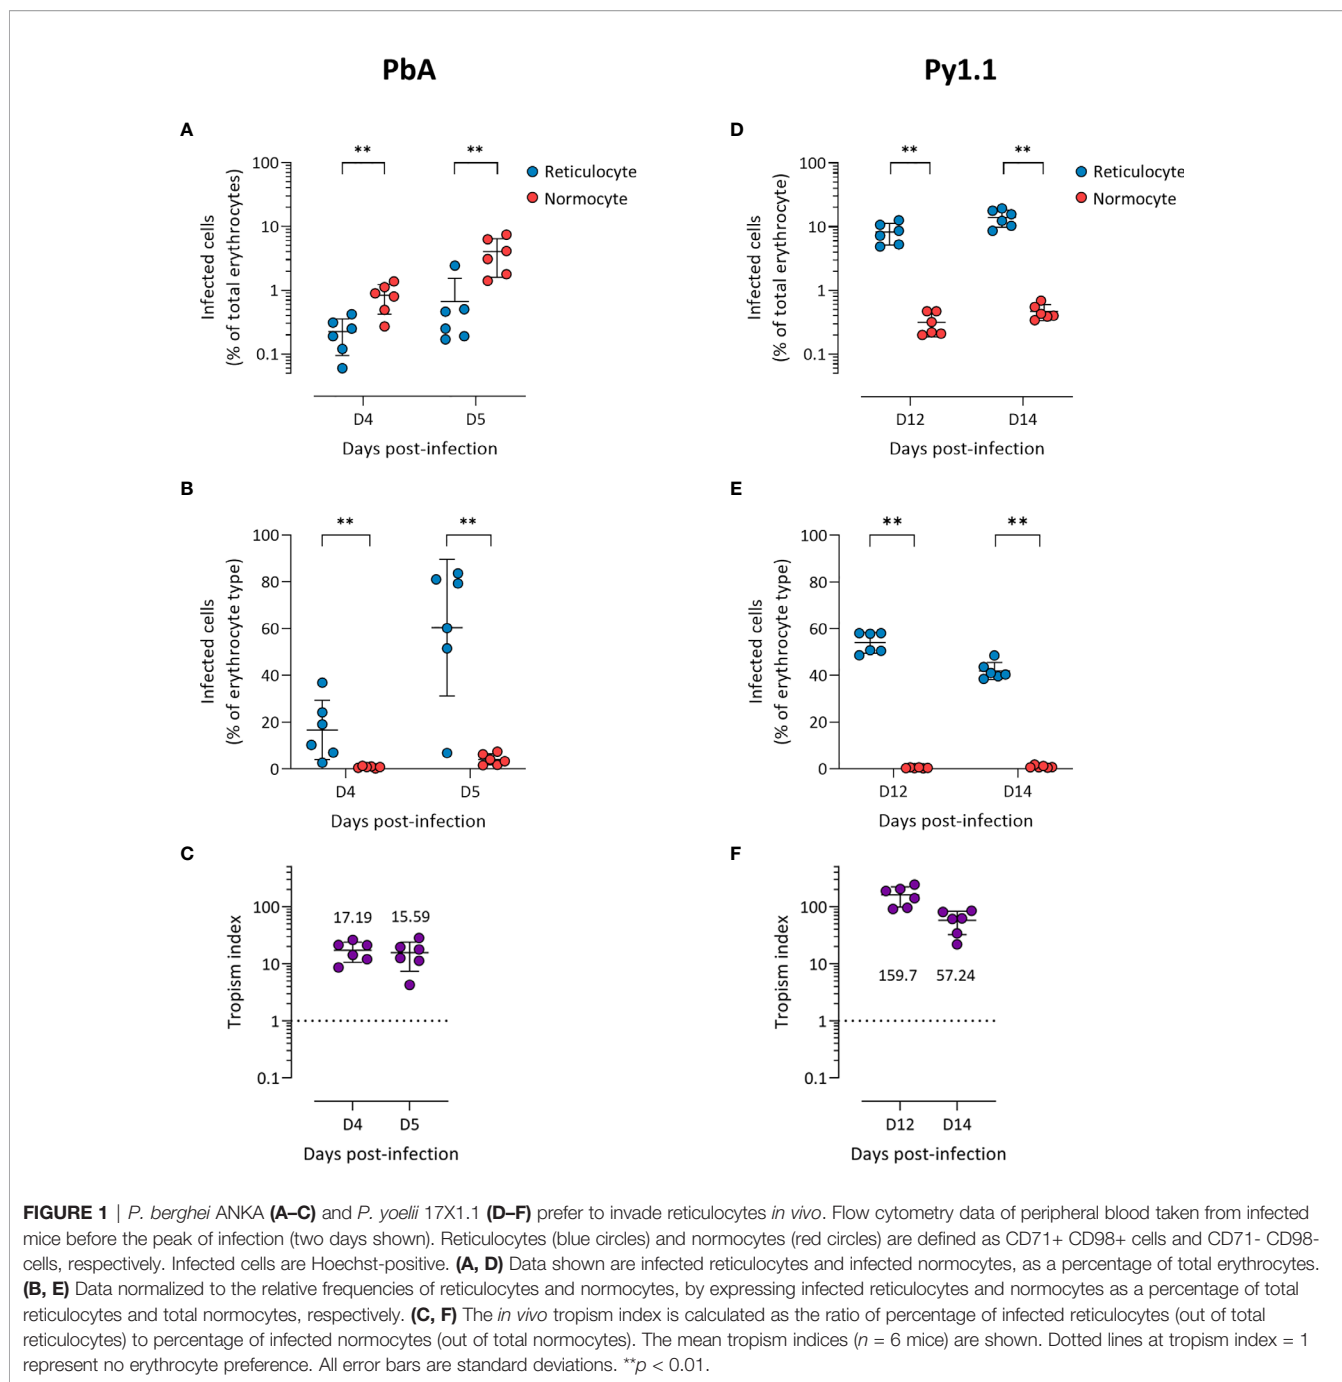 PbA
Py1.1
A
**
**
100
10
1
0.1
Infected cells
(% of total erythrocytes)
Reticulocyte
Normocyte
D4
D5
Days post-infection
D
**
**
100
10
1
0.1
Infected cells
(% of total erythrocyte)
Reticulocyte
Normocyte
D12
D14
Days post-infection
B
**
**
100
80
60
40
20
0
Infected cells
(% of erythrocyte type)
D4
D5
Days post-infection
E
**
**
100
80
60
40
20
0
Infected cells
(% of erythrocyte type)
D12
D14
Days post-infection
C
100
10
1
0.1
Tropism index
17.19
15.59
D4
D5
Days post-infection
F
100
10
1
0.1
Tropism index
159.7
57.24
D12
D14
Days post-infection
FIGURE 1 | P. berghei ANKA (A–C) and P. yoelii 17X1.1 (D–F) prefer to invade reticulocytes in vivo. Flow cytometry data of peripheral blood taken from infected
mice before the peak of infection (two days shown). Reticulocytes (blue circles) and normocytes (red circles) are defined as CD71+ CD98+ cells and CD71- CD98-
cells, respectively. Infected cells are Hoechst-positive. (A, D) Data shown are infected reticulocytes and infected normocytes, as a percentage of total erythrocytes.
(B, E) Data normalized to the relative frequencies of reticulocytes and normocytes, by expressing infected reticulocytes and normocytes as a percentage of total
reticulocytes and total normocytes, respectively. (C, F) The in vivo tropism index is calculated as the ratio of percentage of infected reticulocytes (out of total
reticulocytes) to percentage of infected normocytes (out of total normocytes). The mean tropism indices (n = 6 mice) are shown. Dotted lines at tropism index = 1
represent no erythrocyte preference. All error bars are standard deviations. **p < 0.01.